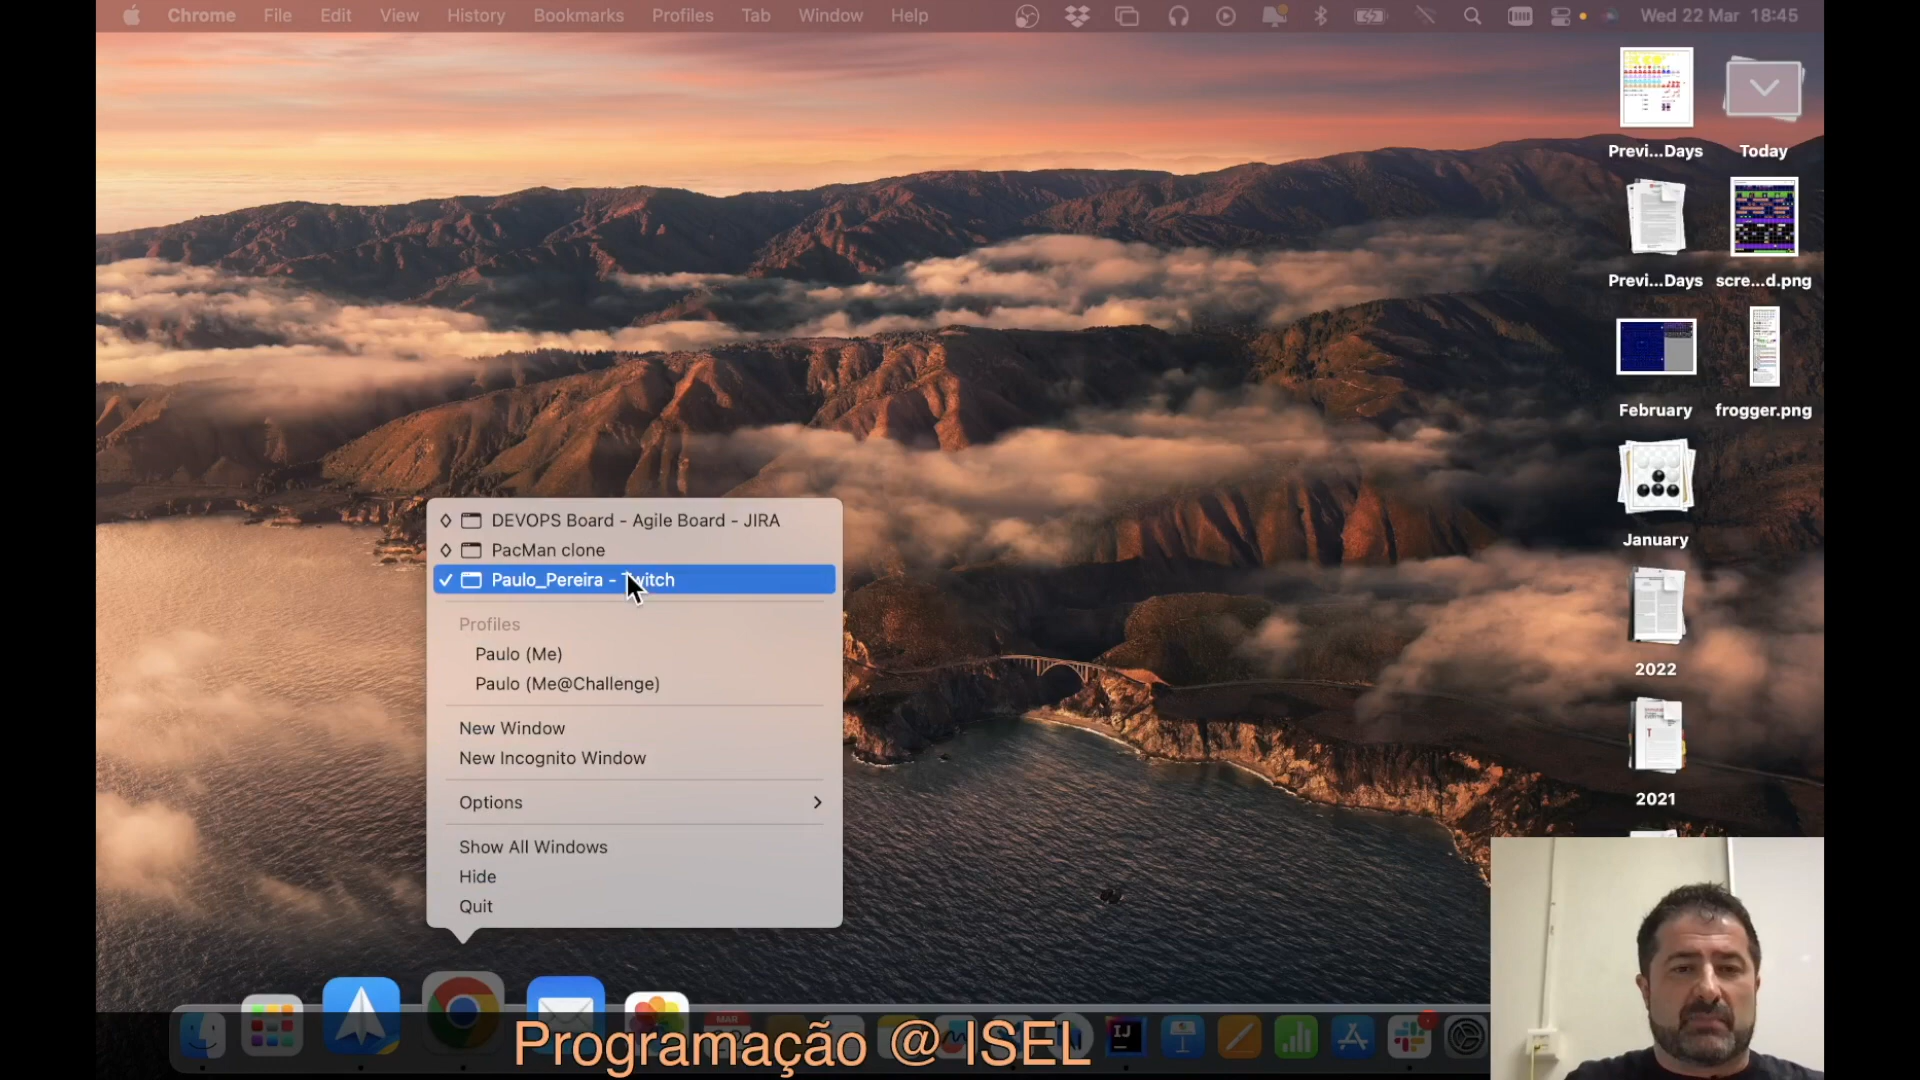 Chrome File Edit View History Bookmarks Profiles Tab Window Help Wed 22 Mar 18:45
Previ...Days Today
Previ...Days scre...d.png
February frogger.png
January
2022
2021
DEVOPS Board - Agile Board - JIRA
PacMan clone
Paulo_Pereira - Twitch
Profiles
Paulo (Me)
Paulo (Me@Challenge)
New Window
New Incognito Window
Options
Show All Windows
Hide
Quit
MAR
IJ
Programação @ ISEL